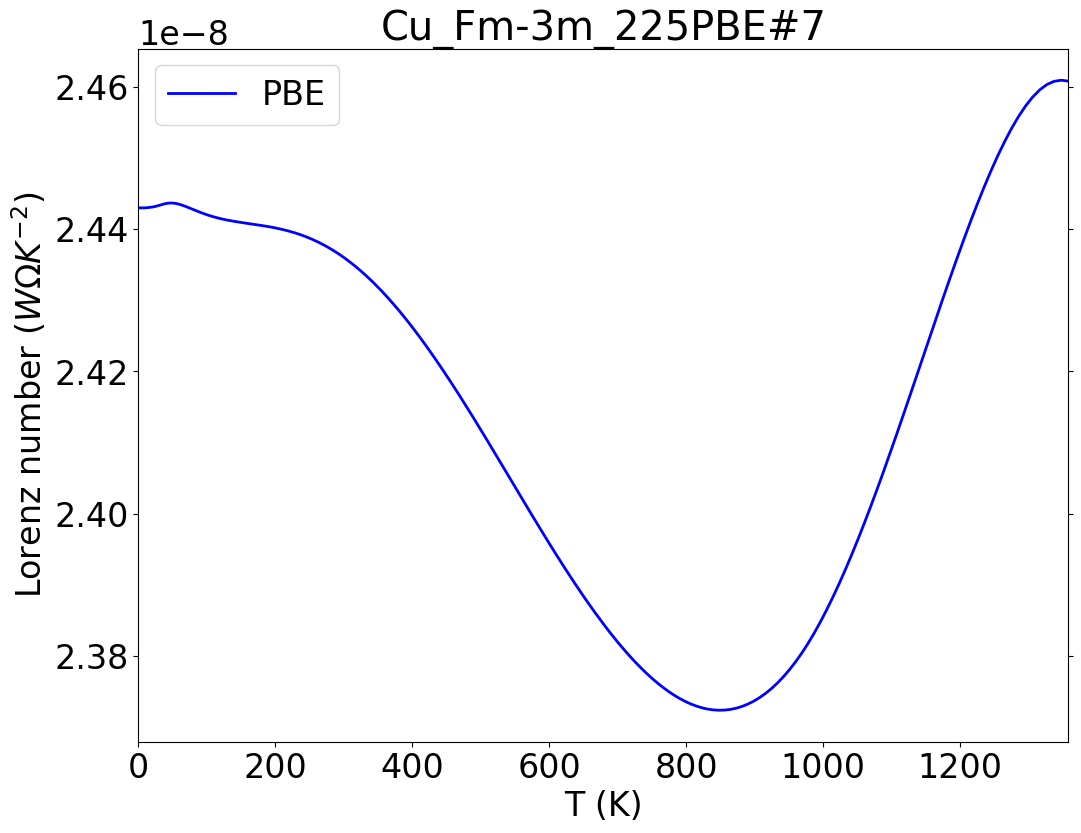 Cu_Fm-3m_225PBE#7
1e−8
PBE
2.46
2.44
2.42
2.40
2.38
Lorenz number (WΩK⁻²)
0 200 400 600 800 1000 1200
T (K)